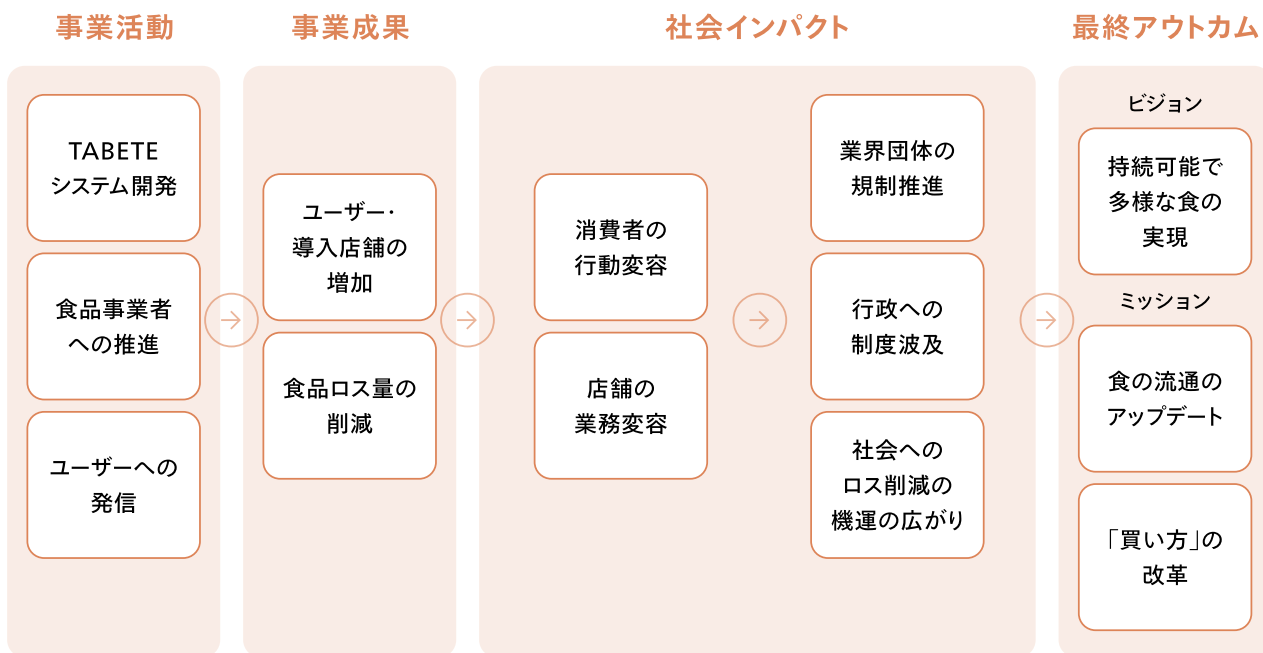 事業活動
TABETE
システム開発
食品事業者
への推進
ユーザーへの
発信
事業成果
ユーザー・
導入店舗の
増加
食品ロス量の
削減
社会インパクト
消費者の
行動変容
店舗の
業務変容
業界団体の
規制推進
行政への
制度波及
社会への
ロス削減の
機運の広がり
最終アウトカム
ビジョン
持続可能で
多様な食の
実現
ミッション
食の流通の
アップデート
「買い方」の
改革